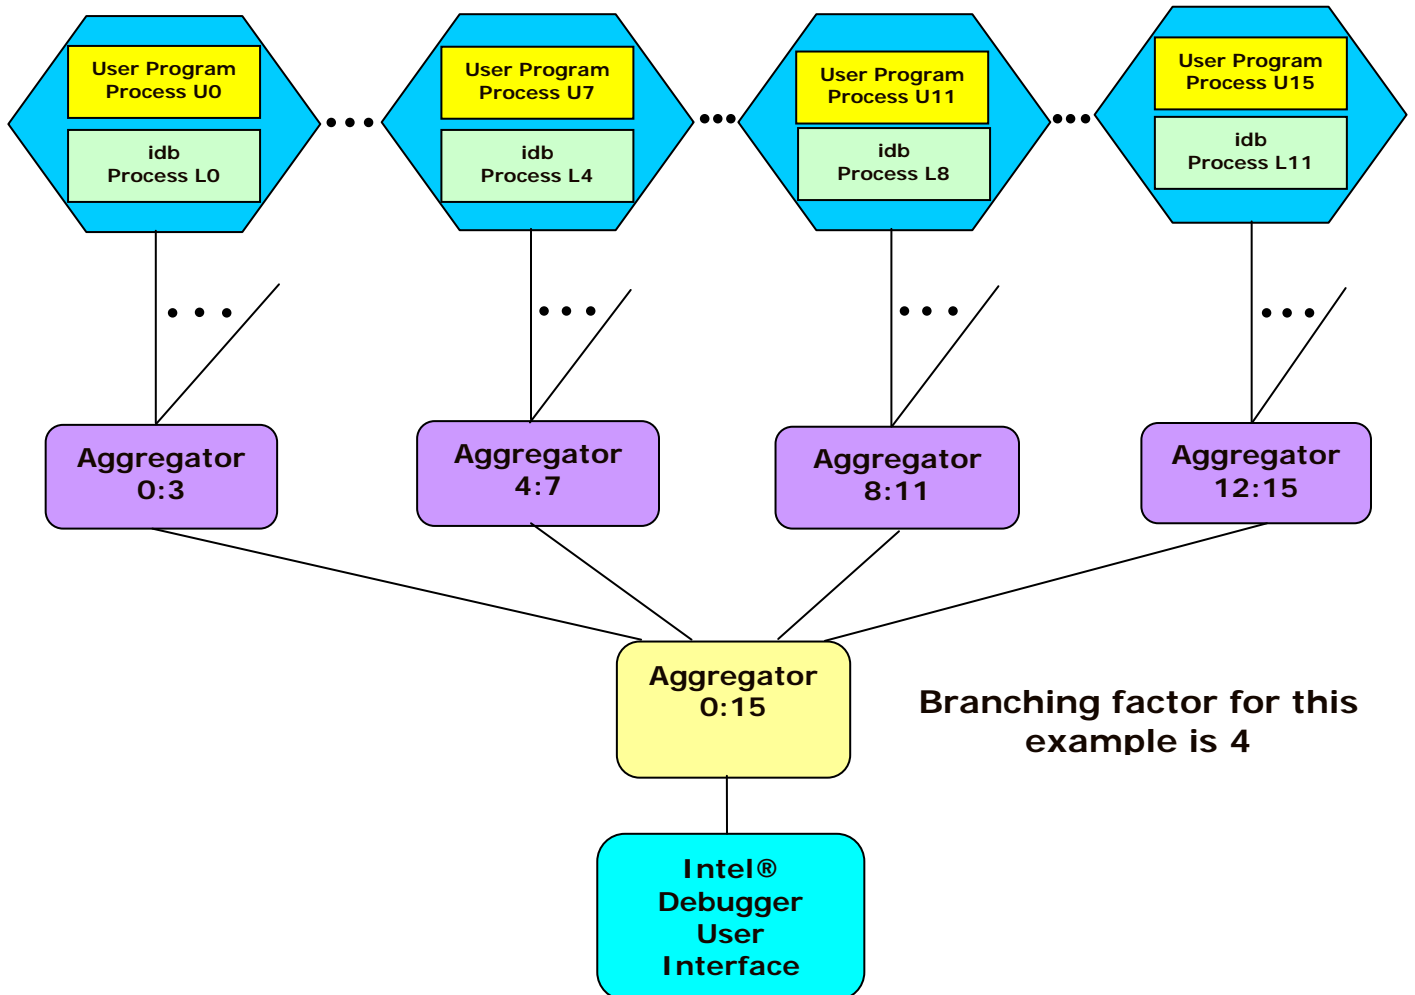 User Program
Process U0
idb
Process L0
User Program
Process U7
idb
Process L4
User Program
Process U11
idb
Process L8
User Program
Process U15
idb
Process L11
Aggregator
0:3
Aggregator
4:7
Aggregator
8:11
Aggregator
12:15
Aggregator
0:15
Branching factor for this
example is 4
Intel®
Debugger
User
Interface